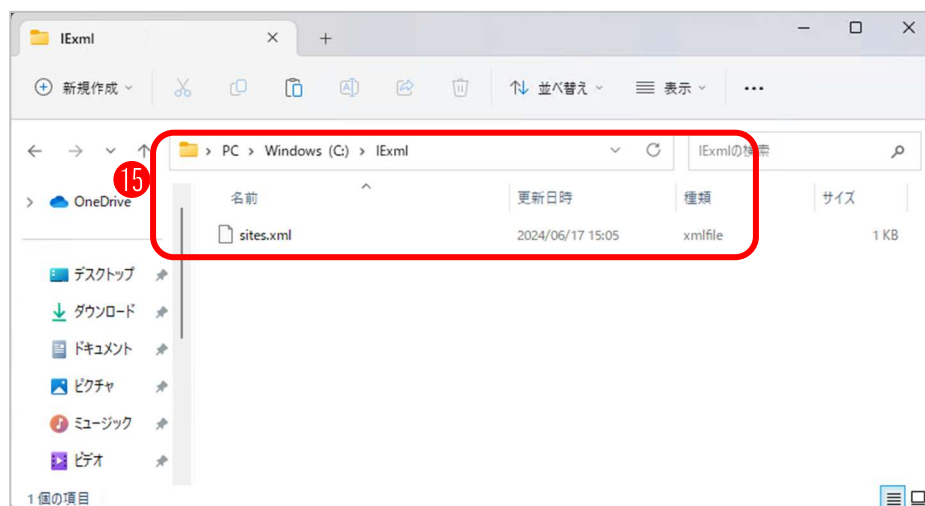 IExml
新規作成 並べ替え 表示
PC > Windows (C:) > IExml IExmlの検索
⑮
OneDrive 名前 更新日時 種類 サイズ
sites.xml 2024/06/17 15:05 xmlfile 1 KB
デスクトップ
ダウンロード
ドキュメント
ピクチャ
ミュージック
ビデオ
1 個の項目